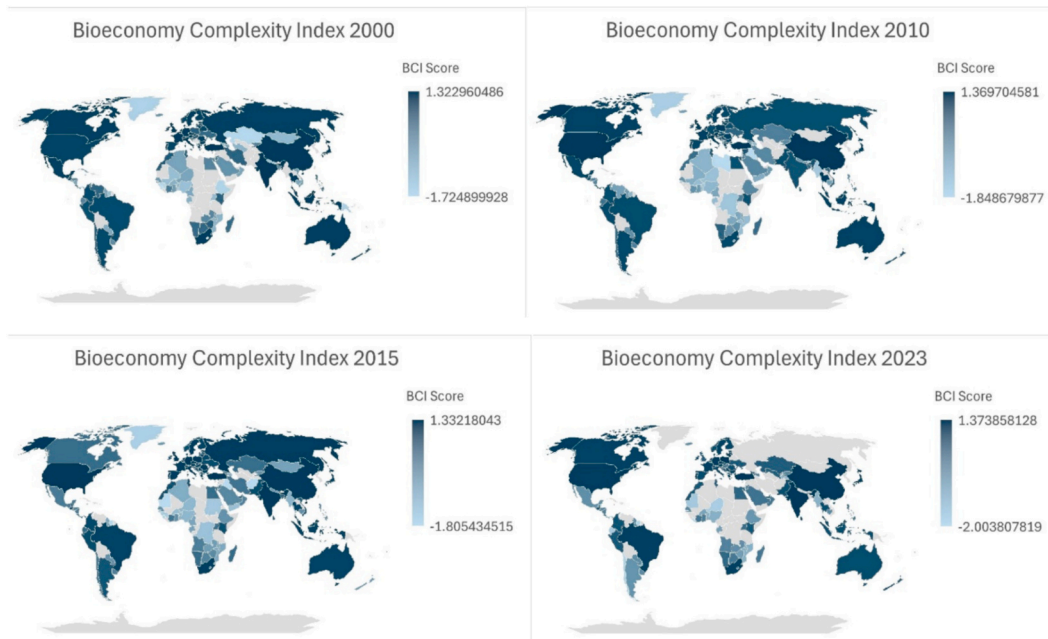 Bioeconomy Complexity Index 2000
BCI Score
1.322960486
-1.724899928
Bioeconomy Complexity Index 2010
BCI Score
1.369704581
-1.848679877
Bioeconomy Complexity Index 2015
BCI Score
1.33218043
-1.805434515
Bioeconomy Complexity Index 2023
BCI Score
1.373858128
-2.003807819